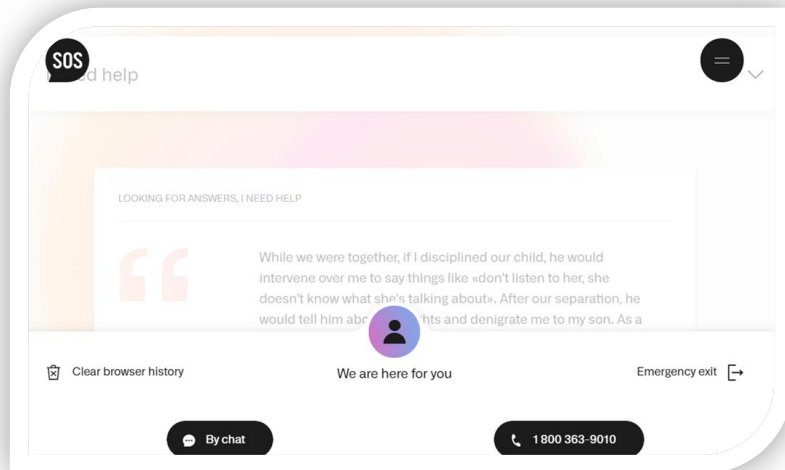 SOS
help
LOOKING FOR ANSWERS, I NEED HELP
While we were together, if I disciplined our child, he would
intervene over me to say things like «don't listen to her, she
doesn't know what she's talking about». After our separation, he
would tell him and denigrate me to my son. As a
Clear browser history
We are here for you
Emergency exit
By chat
1 800 363-9010